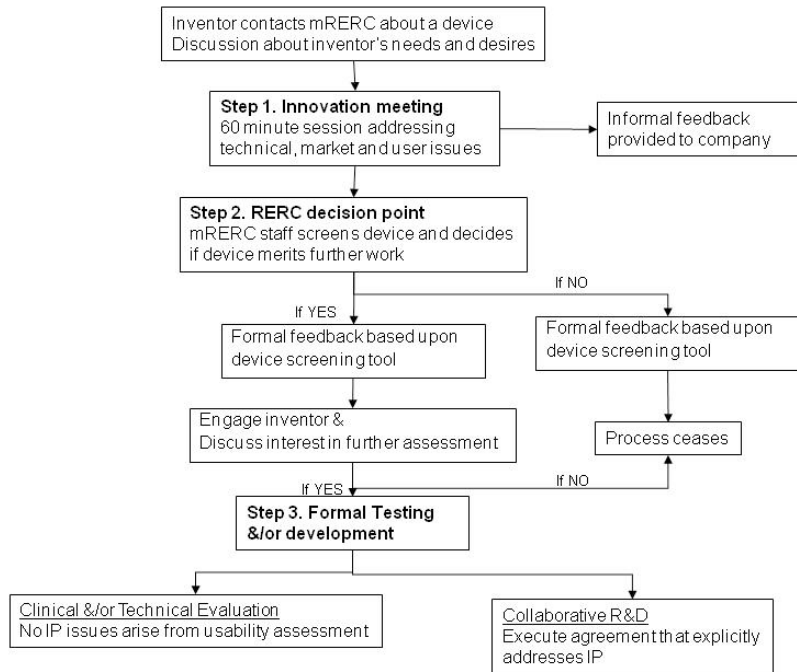 Inventor contacts mRERC about a device
Discussion about inventor's needs and desires
Step 1. Innovation meeting
60 minute session addressing
technical, market and user issues
Informal feedback
provided to company
Step 2. RERC decision point
mRERC staff screens device and decides
if device merits further work
If NO
If YES
Formal feedback based upon
device screening tool
Formal feedback based upon
device screening tool
Engage inventor &
Discuss interest in further assessment
Process ceases
If YES
If NO
Step 3. Formal Testing
&/or development
Clinical &/or Technical Evaluation
No IP issues arise from usability assessment
Collaborative R&D
Execute agreement that explicitly
addresses IP